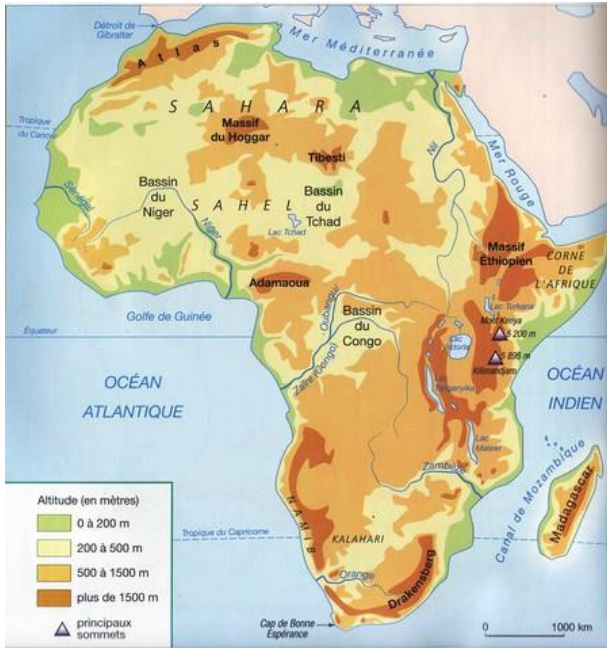 Détroit de
Gibraltar
Mer Méditerranée
Atlas
SAHARA
Tropique
du Cancer
Massif
du Hoggar
Tibesti
Nil
Mer Rouge
Sénégal
Bassin
du
Niger
SAHEL
Niger
Bassin
du
Tchad
Lac Tchad
Massif
Éthiopien
CORNE
DE
L'AFRIQUE
Adamaoua
Golfe de Guinée
Oubangui
Lac Turkana
Mont Kenya
5 200 m
Équateur
Bassin
du
Congo
Zaïre (Congo)
Lac
Victoria
5 895 m
Kilimandjaro
OCÉAN
ATLANTIQUE
OCÉAN
INDIEN
Lac
Tanganyika
Lac
Malawi
Zambèze
Canal de Mozambique
Madagascar
NAMIB
Tropique du Capricorne
KALAHARI
Orange
Drakensberg
Cap de Bonne
Espérance
Altitude (en mètres)
0 à 200 m
200 à 500 m
500 à 1500 m
plus de 1500 m
principaux
sommets
0 1000 km